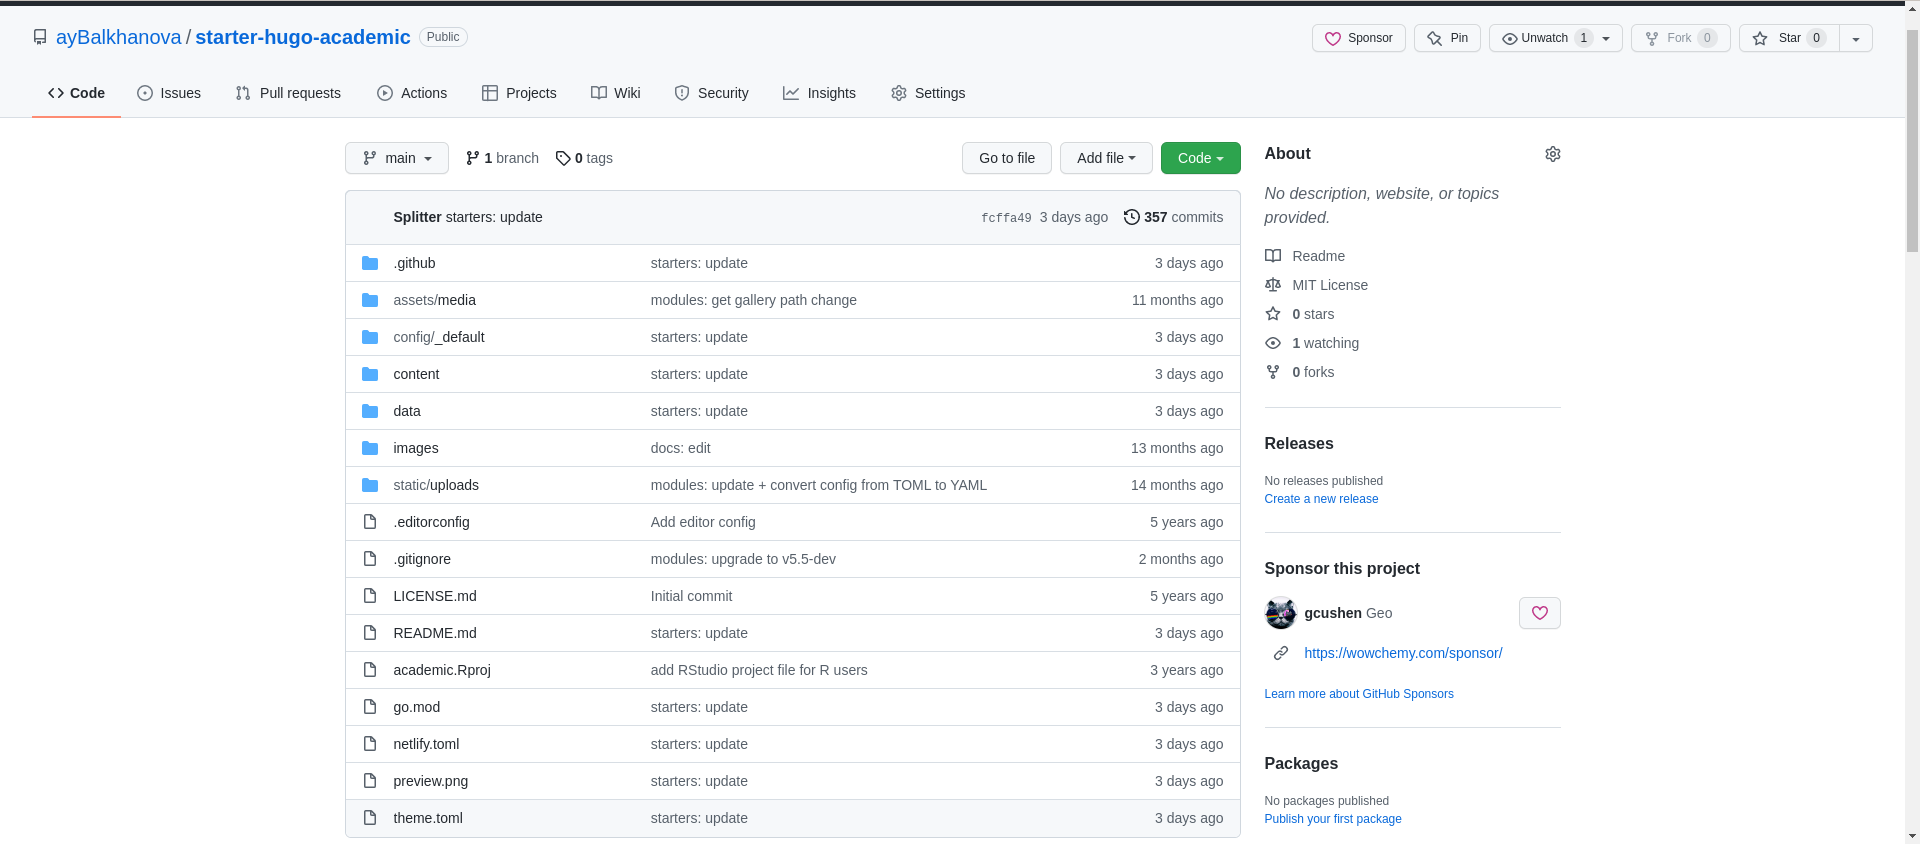 ayBalkhanova / starter-hugo-academic Public
Sponsor Pin Unwatch 1 Fork 0 Star 0
Code Issues Pull requests Actions Projects Wiki Security Insights Settings
main 1 branch 0 tags Go to file Add file Code
Splitter starters: update fcffa49 3 days ago 357 commits
.github starters: update 3 days ago
assets/media modules: get gallery path change 11 months ago
config/_default starters: update 3 days ago
content starters: update 3 days ago
data starters: update 3 days ago
images docs: edit 13 months ago
static/uploads modules: update + convert config from TOML to YAML 14 months ago
.editorconfig Add editor config 5 years ago
.gitignore modules: upgrade to v5.5-dev 2 months ago
LICENSE.md Initial commit 5 years ago
README.md starters: update 3 days ago
academic.Rproj add RStudio project file for R users 3 years ago
go.mod starters: update 3 days ago
netlify.toml starters: update 3 days ago
preview.png starters: update 3 days ago
theme.toml starters: update 3 days ago
About
No description, website, or topics
provided.
Readme
MIT License
0 stars
1 watching
0 forks
Releases
No releases published
Create a new release
Sponsor this project
gcushen Geo
https://wowchemy.com/sponsor/
Learn more about GitHub Sponsors
Packages
No packages published
Publish your first package